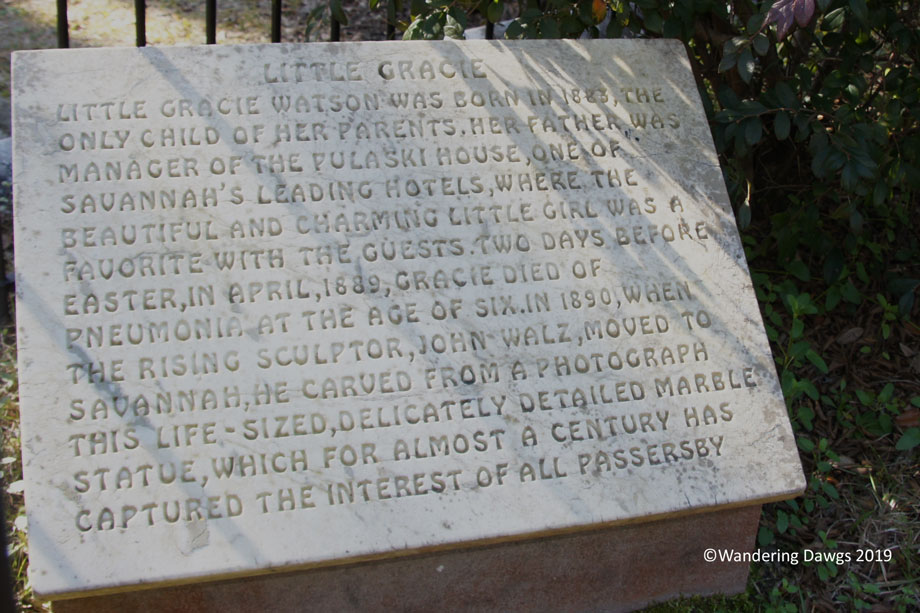 LITTLE GRACIE
LITTLE GRACIE WATSON WAS BORN IN 1883, THE
ONLY CHILD OF HER PARENTS. HER FATHER WAS
MANAGER OF THE PULASKI HOUSE, ONE OF
SAVANNAH'S LEADING HOTELS, WHERE THE
BEAUTIFUL AND CHARMING LITTLE GIRL WAS A
FAVORITE WITH THE GUESTS. TWO DAYS BEFORE
EASTER, IN APRIL, 1889, GRACIE DIED OF
PNEUMONIA AT THE AGE OF SIX. IN 1890, WHEN
THE RISING SCULPTOR, JOHN WALZ, MOVED TO
SAVANNAH, HE CARVED FROM A PHOTOGRAPH
THIS LIFE-SIZED, DELICATELY DETAILED MARBLE
STATUE, WHICH FOR ALMOST A CENTURY HAS
CAPTURED THE INTEREST OF ALL PASSERSBY
©Wandering Dawgs 2019